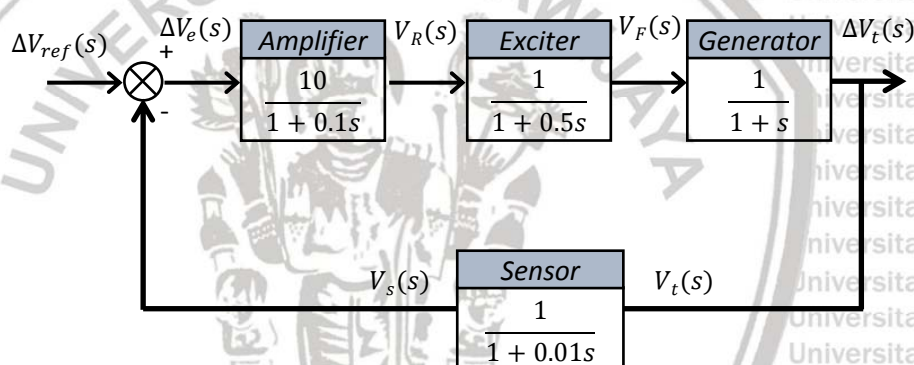 ΔV_ref(s)
ΔV_e(s)
+
-
Amplifier
10
1 + 0.1s
V_R(s)
Exciter
1
1 + 0.5s
V_F(s)
Generator
1
1 + s
ΔV_t(s)
V_s(s)
Sensor
1
1 + 0.01s
V_t(s)